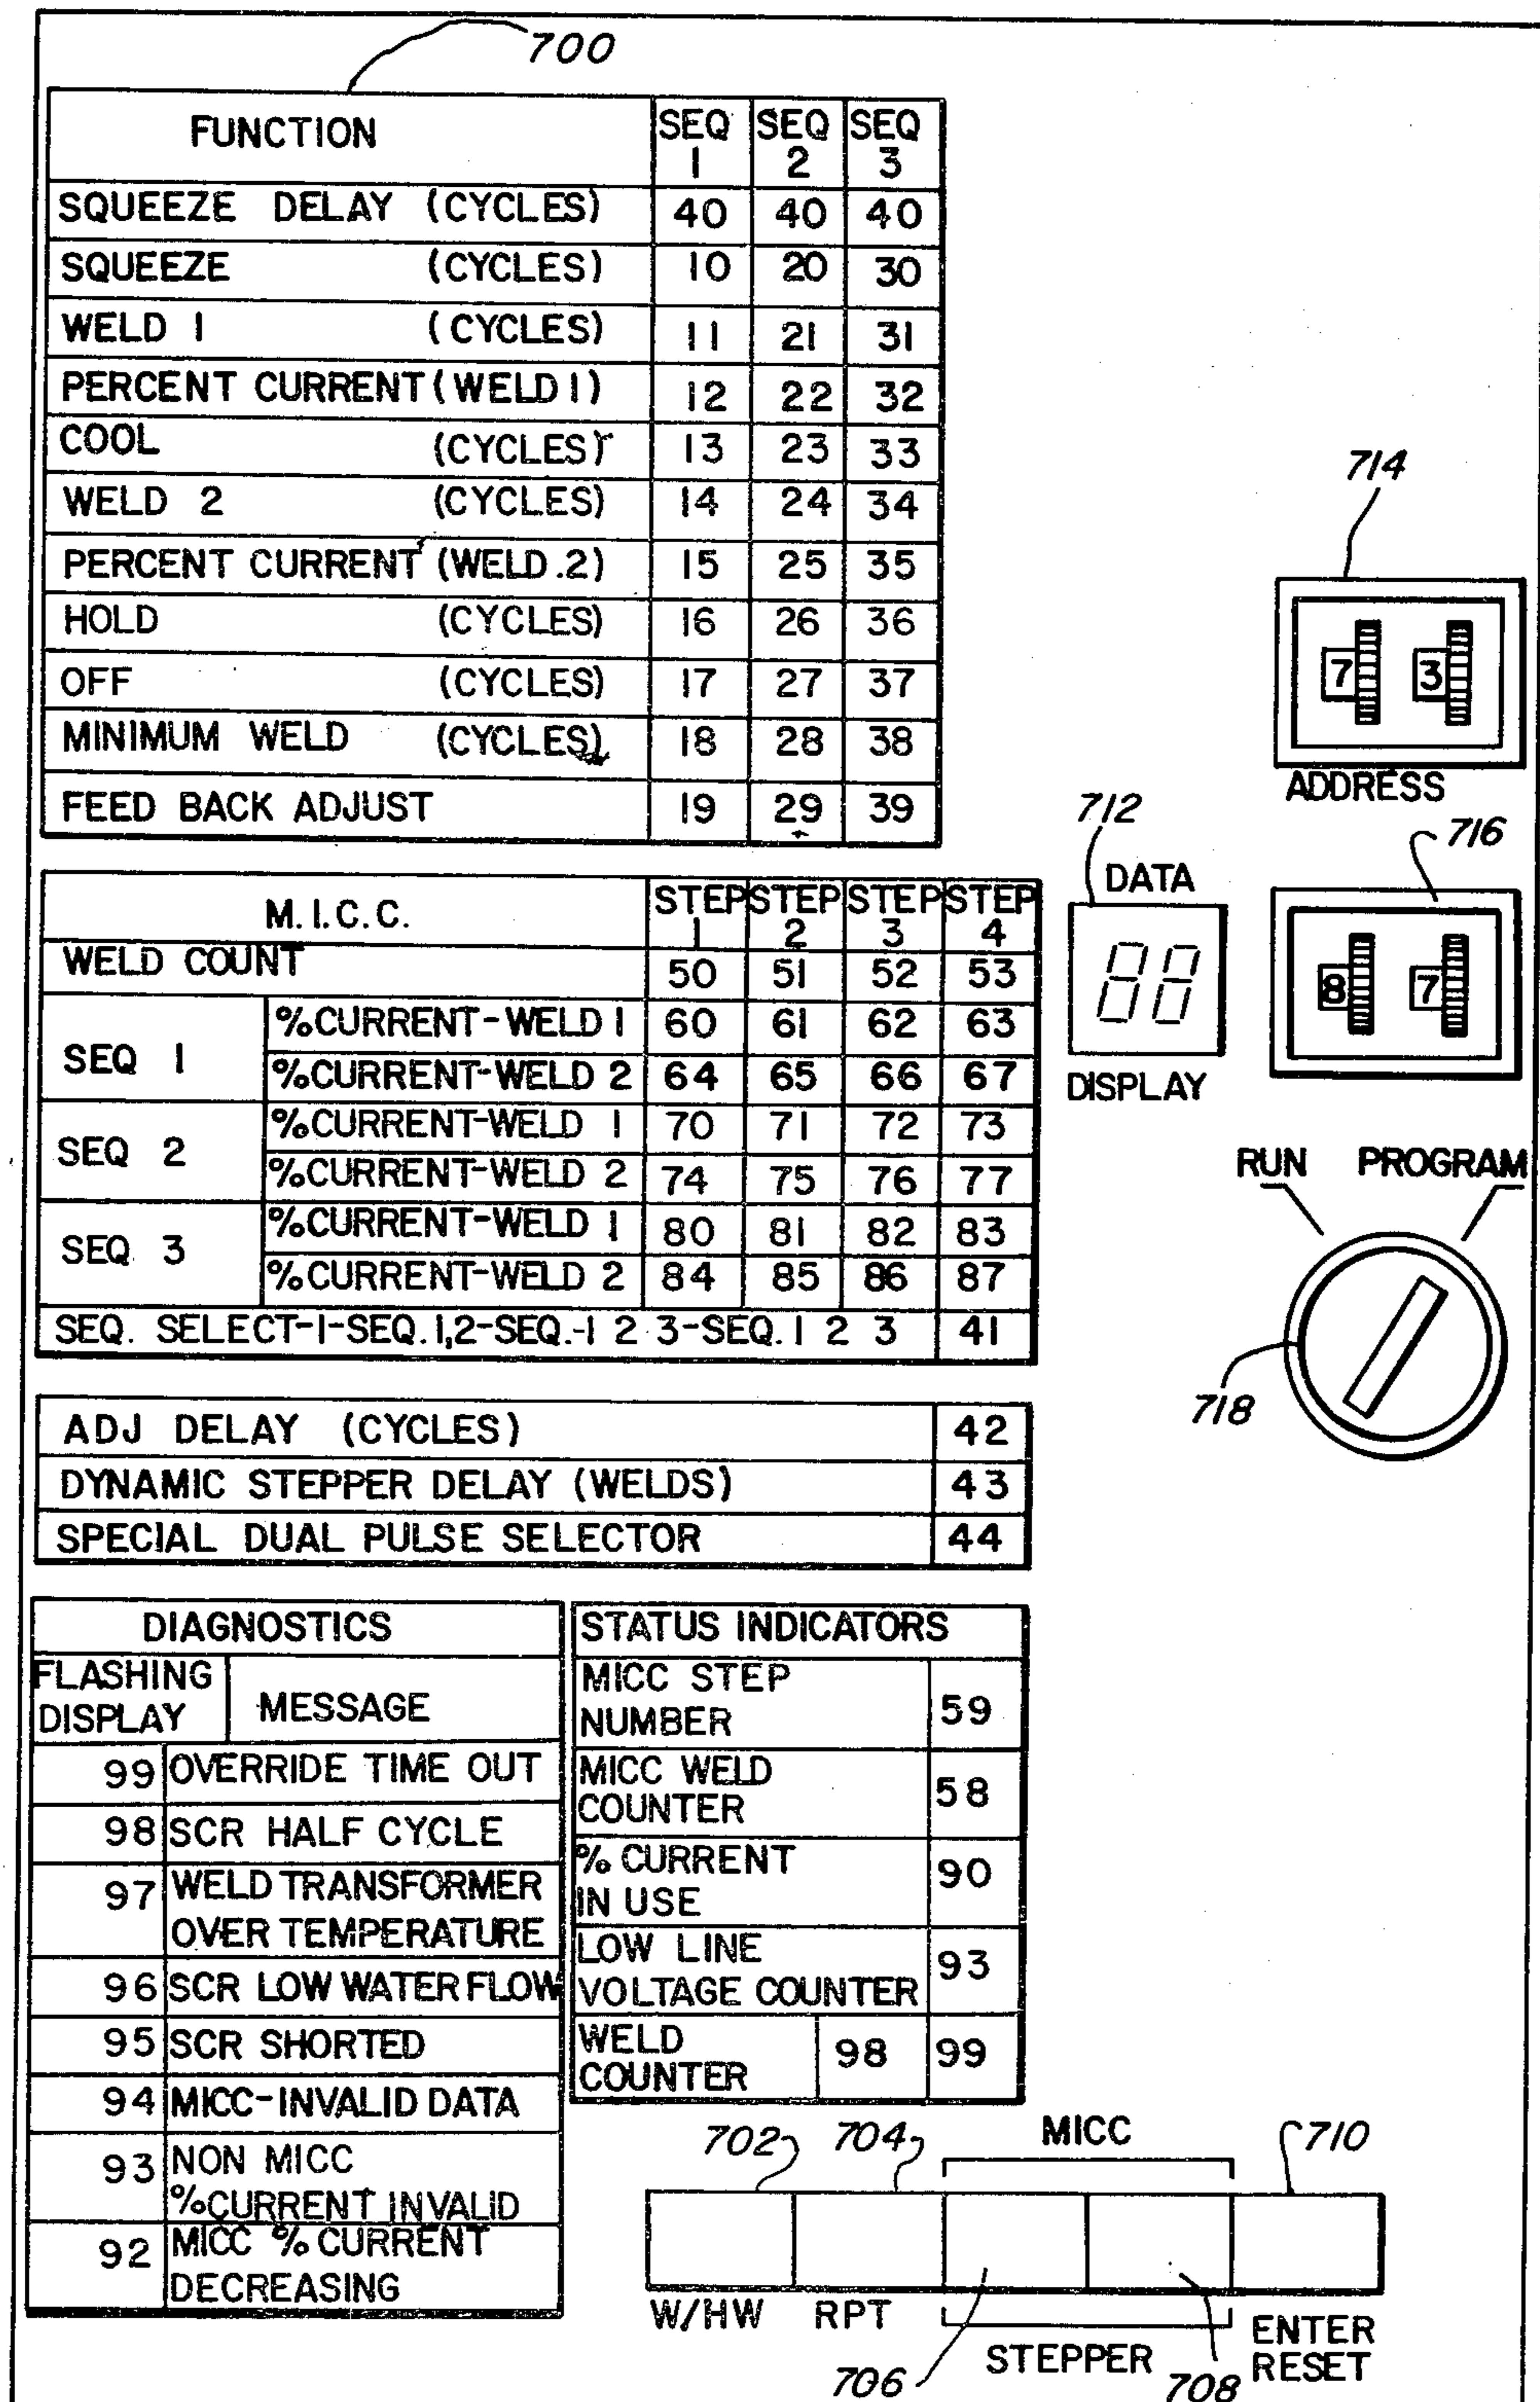 700
FUNCTION SEQ 1 SEQ 2 SEQ 3
SQUEEZE DELAY (CYCLES) 40 40 40
SQUEEZE (CYCLES) 10 20 30
WELD 1 (CYCLES) 11 21 31
PERCENT CURRENT (WELD 1) 12 22 32
COOL (CYCLES) 13 23 33
WELD 2 (CYCLES) 14 24 34
PERCENT CURRENT (WELD.2) 15 25 35
HOLD (CYCLES) 16 26 36
OFF (CYCLES) 17 27 37
MINIMUM WELD (CYCLES) 18 28 38
FEED BACK ADJUST 19 29 39
714
7 3
ADDRESS
M.I.C.C. STEP 1 STEP 2 STEP 3 STEP 4
WELD COUNT 50 51 52 53
SEQ 1
%CURRENT-WELD 1 60 61 62 63
%CURRENT-WELD 2 64 65 66 67
SEQ 2
%CURRENT-WELD 1 70 71 72 73
%CURRENT-WELD 2 74 75 76 77
SEQ 3
%CURRENT-WELD 1 80 81 82 83
%CURRENT-WELD 2 84 85 86 87
SEQ. SELECT-1-SEQ.1,2-SEQ.-1 2 3-SEQ. 1 2 3 41
712
DATA
88
DISPLAY
716
8 7
RUN PROGRAM
718
ADJ DELAY (CYCLES) 42
DYNAMIC STEPPER DELAY (WELDS) 43
SPECIAL DUAL PULSE SELECTOR 44
DIAGNOSTICS
FLASHING DISPLAY MESSAGE
99 OVERRIDE TIME OUT
98 SCR HALF CYCLE
97 WELD TRANSFORMER
OVER TEMPERATURE
96 SCR LOW WATER FLOW
95 SCR SHORTED
94 MICC-INVALID DATA
93 NON MICC
%CURRENT INVALID
92 MICC % CURRENT
DECREASING
STATUS INDICATORS
MICC STEP
NUMBER 59
MICC WELD
COUNTER 58
% CURRENT
IN USE 90
LOW LINE
VOLTAGE COUNTER 93
WELD
COUNTER 98 99
702 704 MICC 710
W/HW RPT
STEPPER
ENTER
RESET
706 708